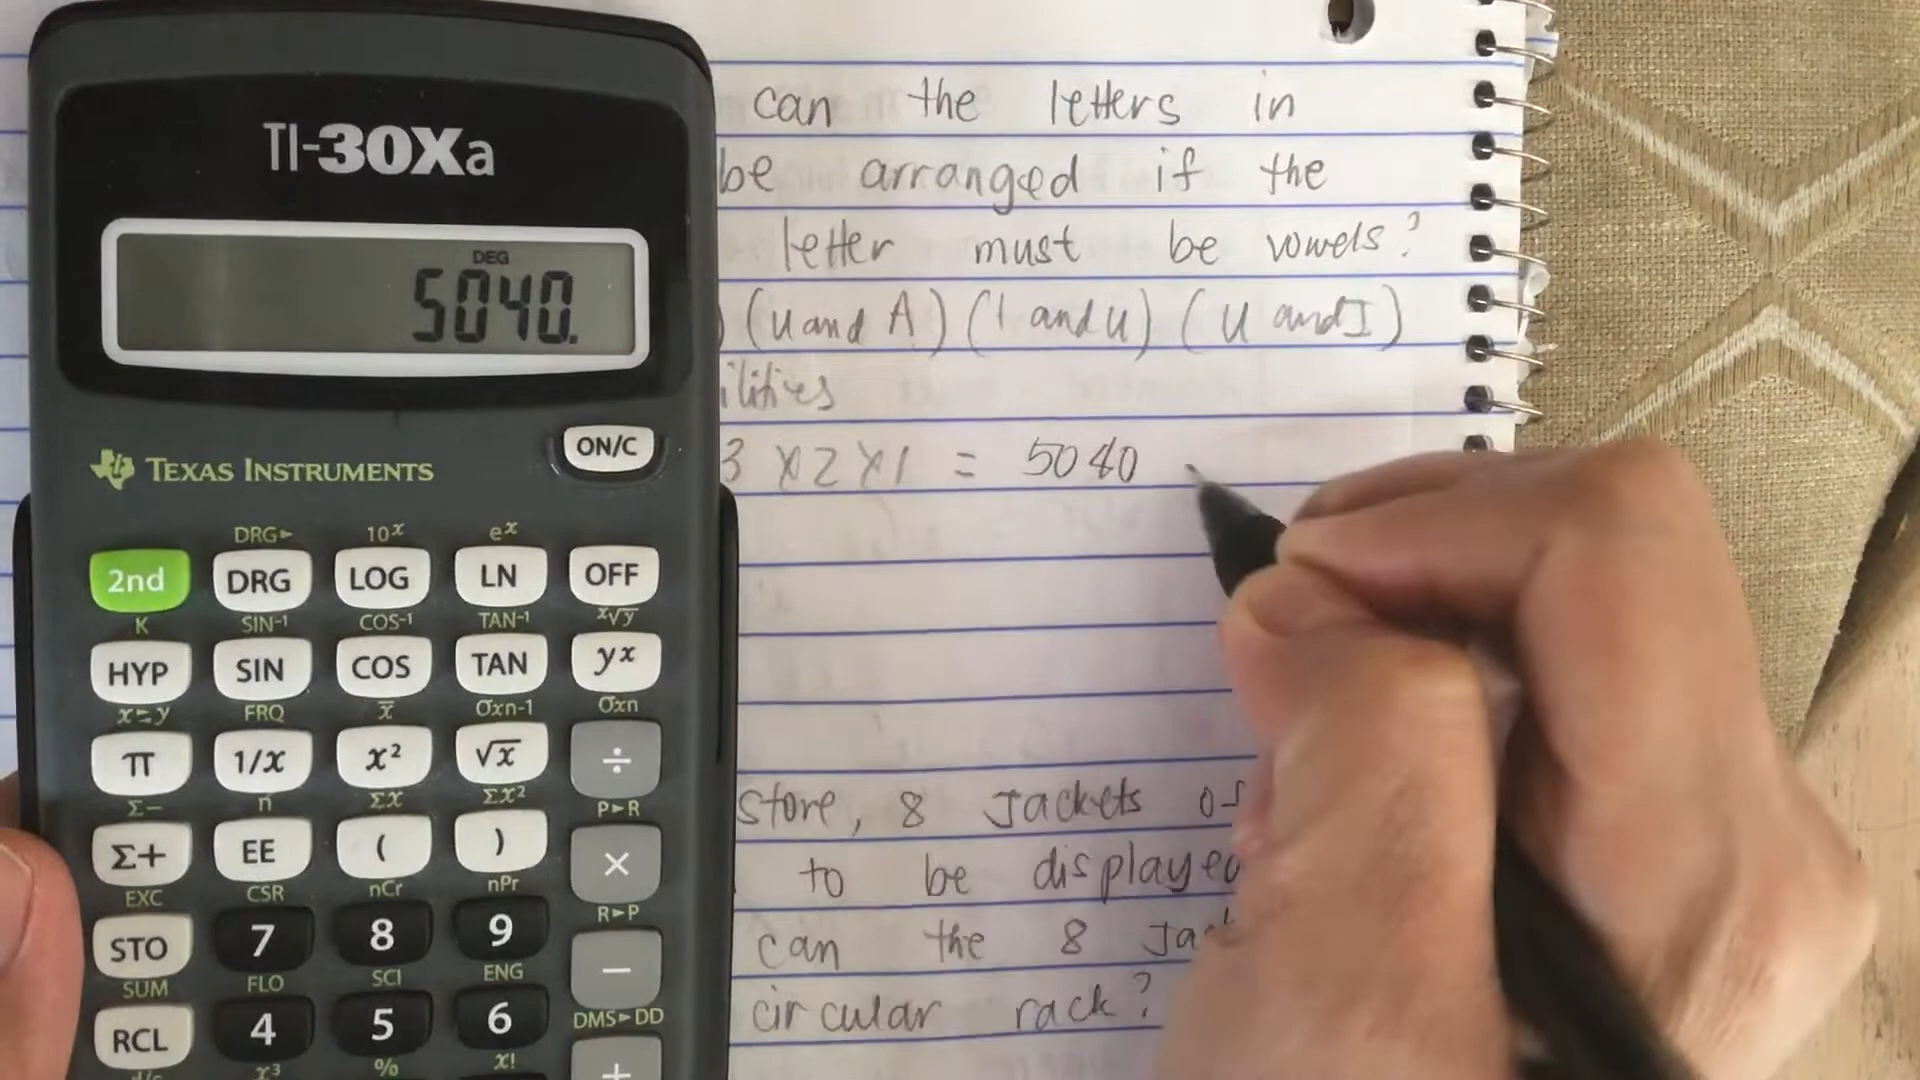 TI-30Xa
DEG
5040.
ON/C
TEXAS INSTRUMENTS
DRG► 10ˣ eˣ
2nd DRG LOG LN OFF
K SIN⁻¹ COS⁻¹ TAN⁻¹ ˣ√y
HYP SIN COS TAN yˣ
x⇄y FRQ x̄ σxn-1 σxn
π 1/x x² √x ÷
Σ− n Σx Σx² P►R
Σ+ EE ( ) ×
EXC CSR nCr nPr R►P
STO 7 8 9 −
SUM FLO SCI ENG DMS►DD
RCL 4 5 6 +
x³ % x!
can the letters in
be arranged if the
letter must be vowels?
) (U and A) (I and U) (U and I)
ilities
3 x2 x1 = 5040
store, 8 Jackets
to be displayed
can the 8
circular rack?